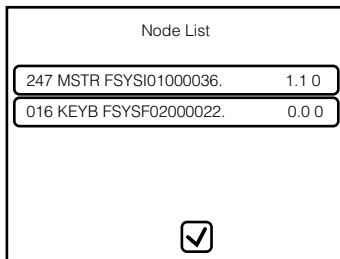 Node List
247 MSTR FSYSI01000036. 1.1 0
016 KEYB FSYSF02000022. 0.0 0